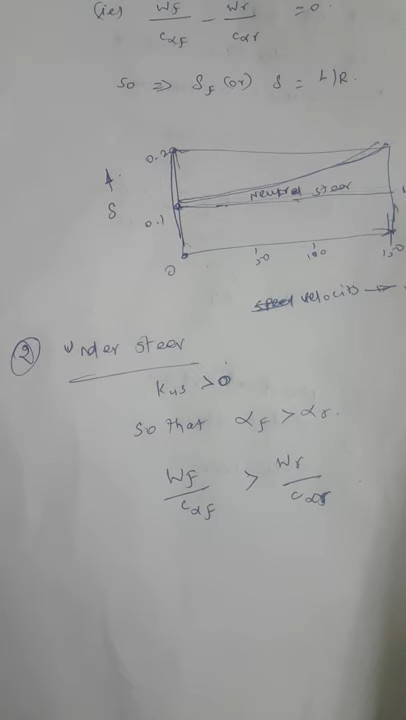 (ie) Wf/Cαf - Wr/Cαr = 0.
so ⇒ δf (or) δ = L/R.
0.2
δ
neutral steer
0.1
0 50 100 150
velocity →
② under steer
Kus > 0
so that αf > αr.
Wf/Cαf > Wr/Cαr